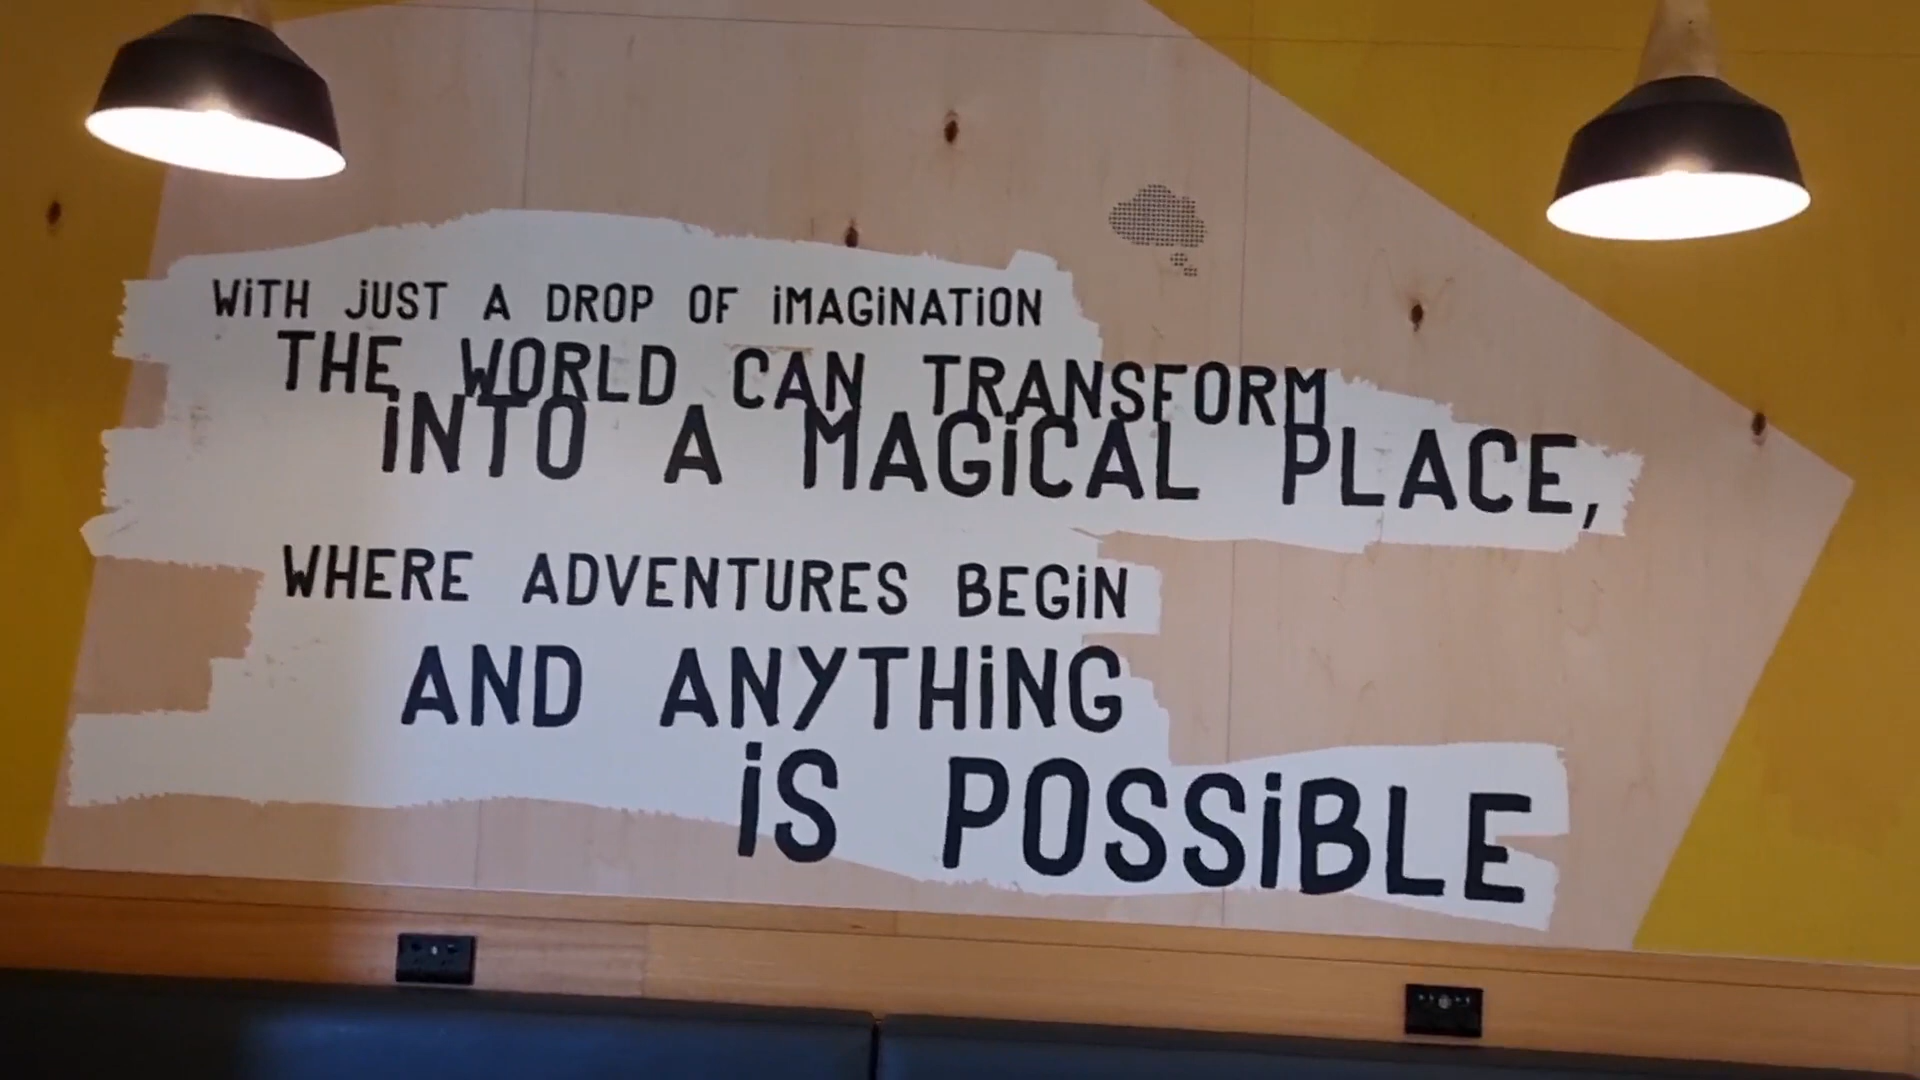 WiTH jUST A DROP OF iMAGiNATiON
THE WORLD CAN TRANSFORM
iNTO A MAGiCAL PLACE,
WHERE ADVENTURES BEGiN
AND ANYTHiNG
iS POSSiBLE